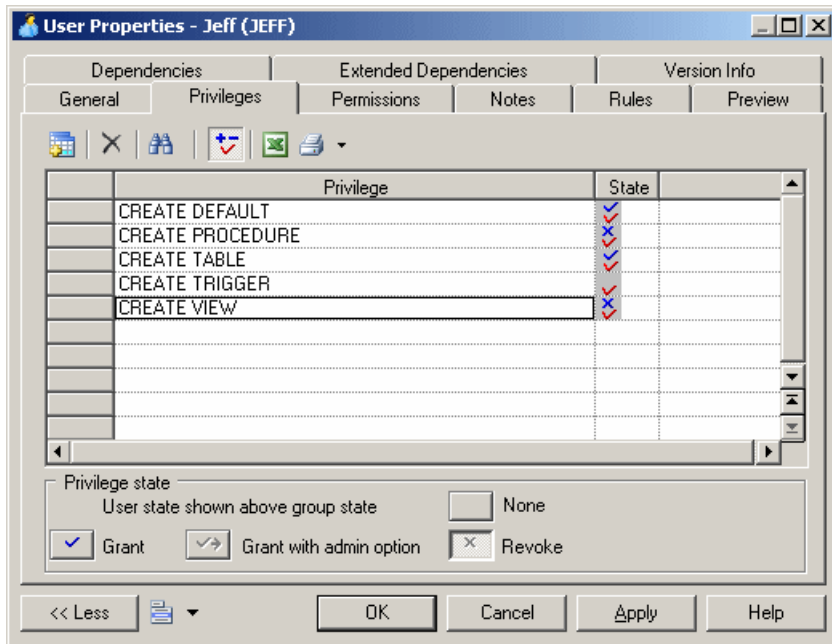 User Properties - Jeff (JEFF)
Dependencies Extended Dependencies Version Info
General Privileges Permissions Notes Rules Preview
Privilege State
CREATE DEFAULT
CREATE PROCEDURE
CREATE TABLE
CREATE TRIGGER
CREATE VIEW
Privilege state
User state shown above group state None
Grant Grant with admin option Revoke
<< Less OK Cancel Apply Help